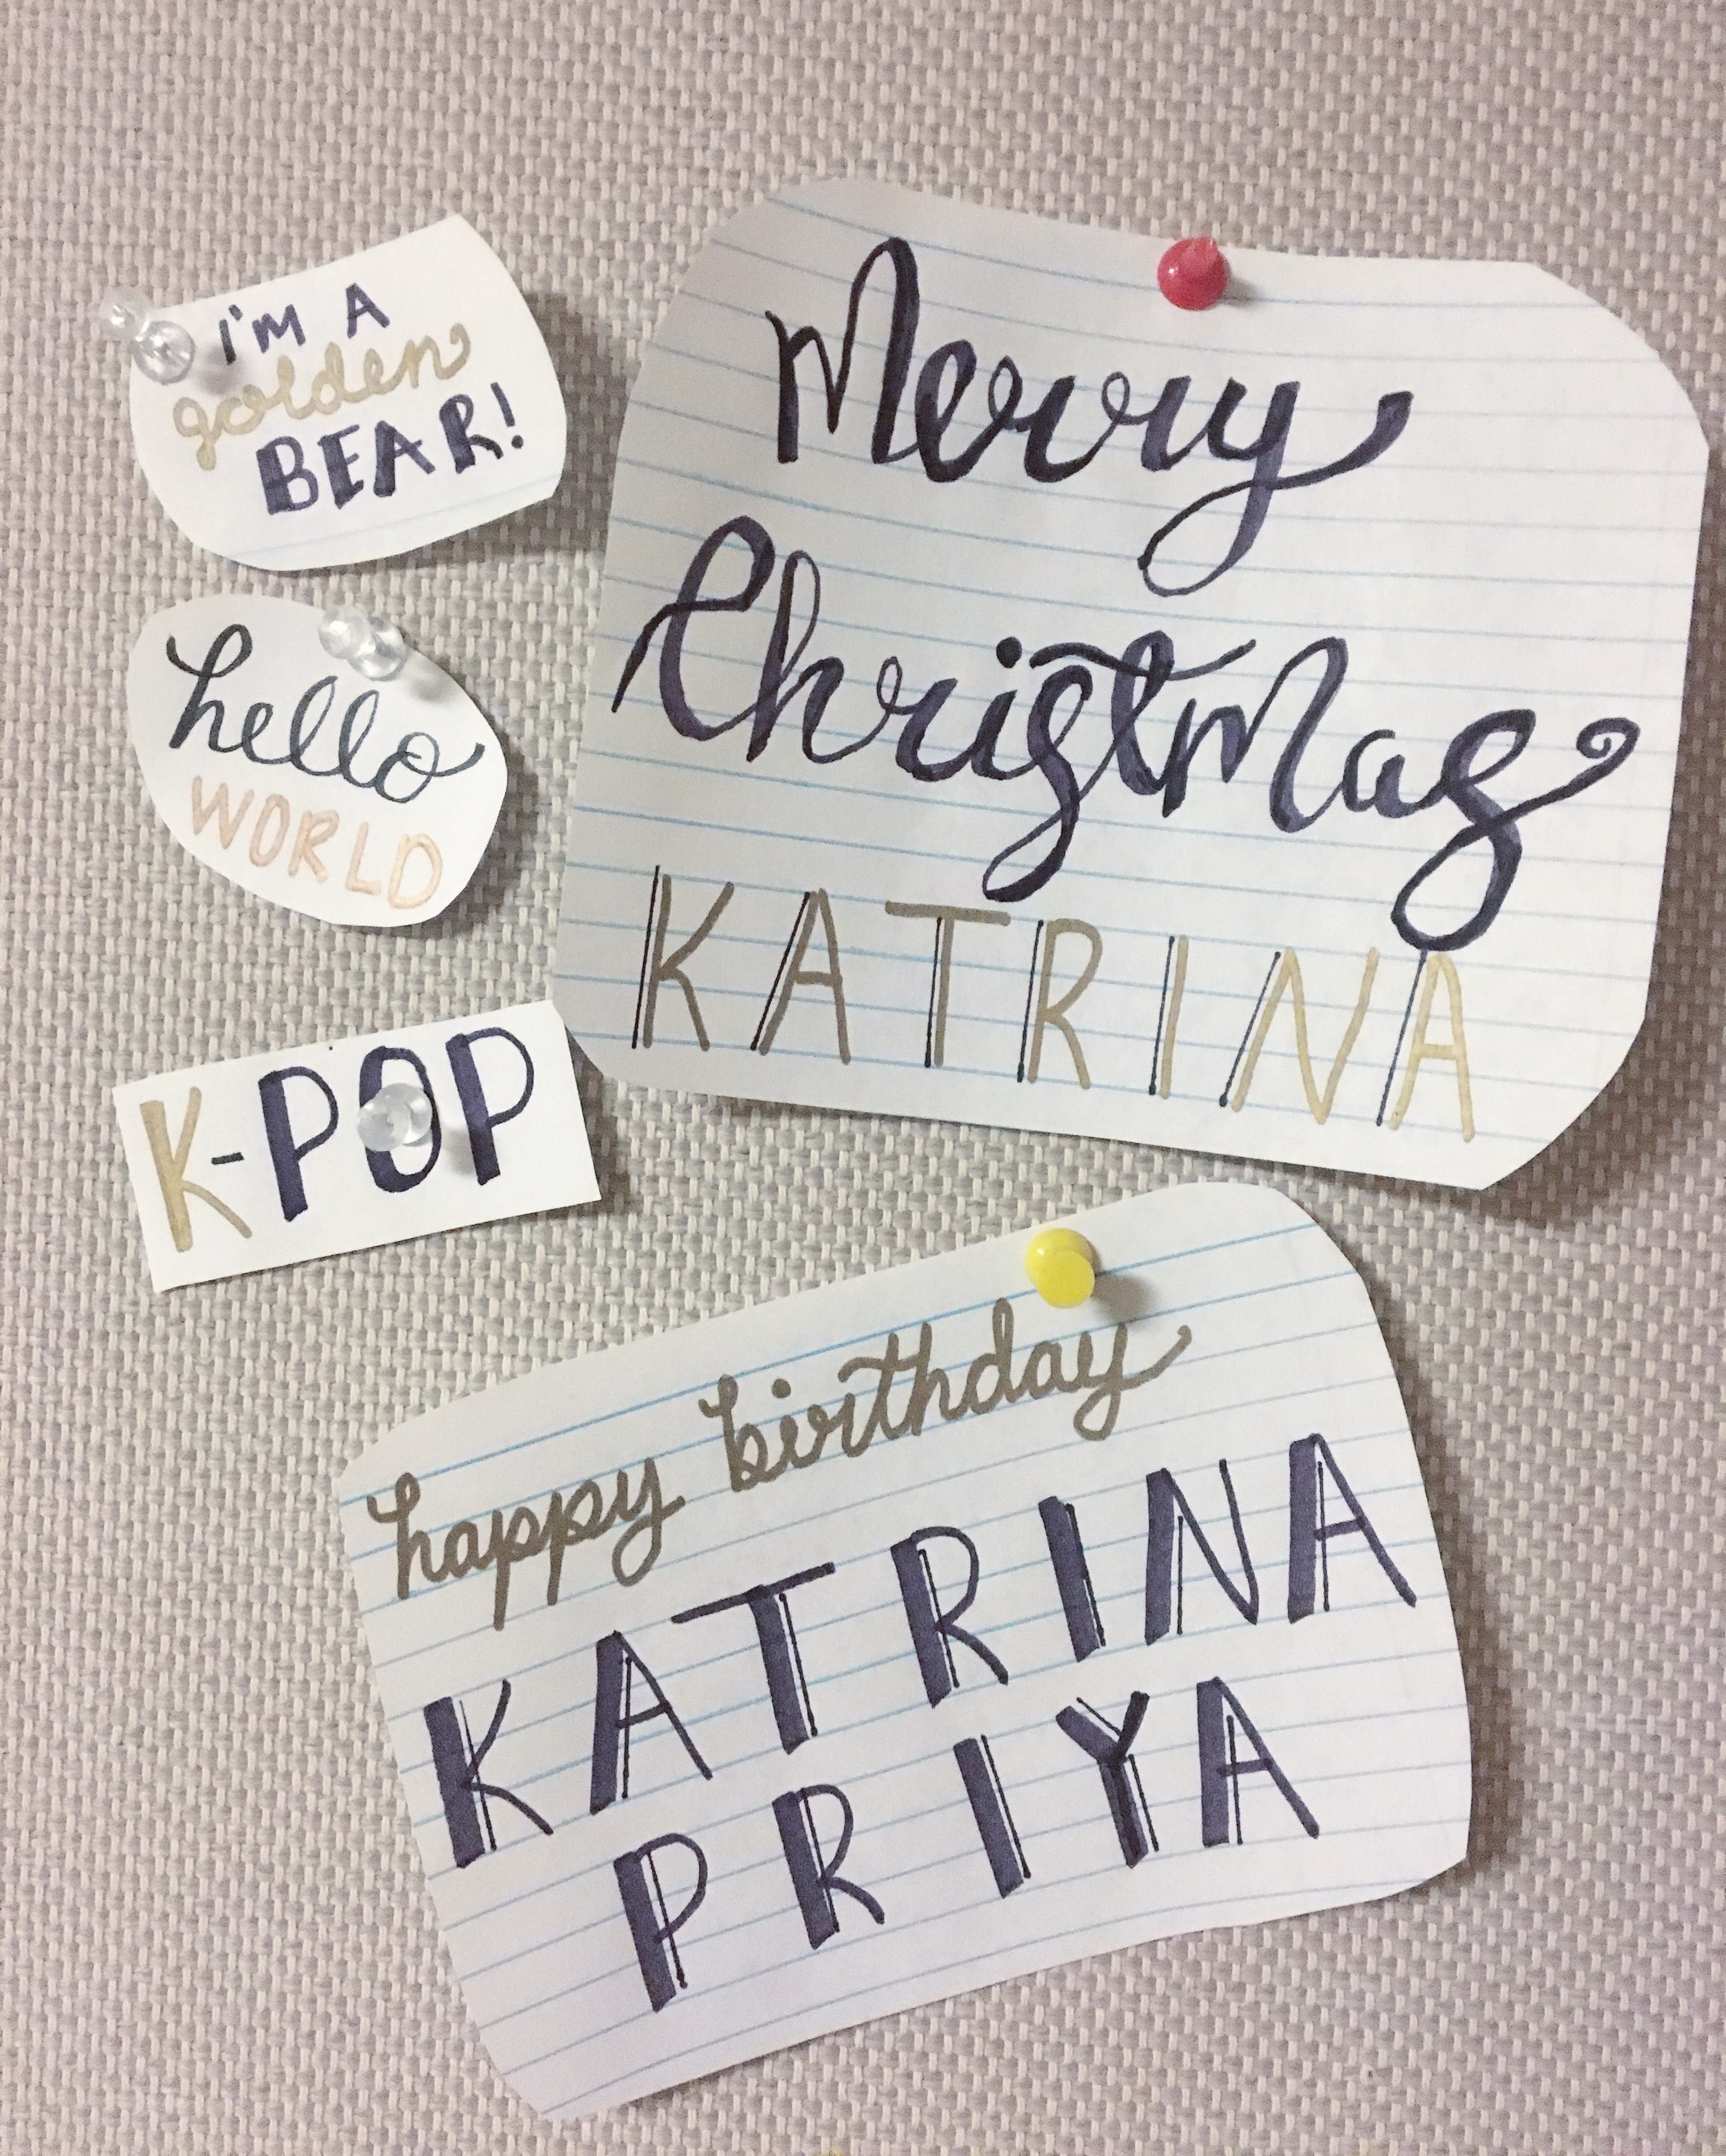 i'm A
golden
BEAR!
hello
WORLD
K-POP
Merry
Christmas
KATRINA
happy birthday
KATRINA
PRIYA